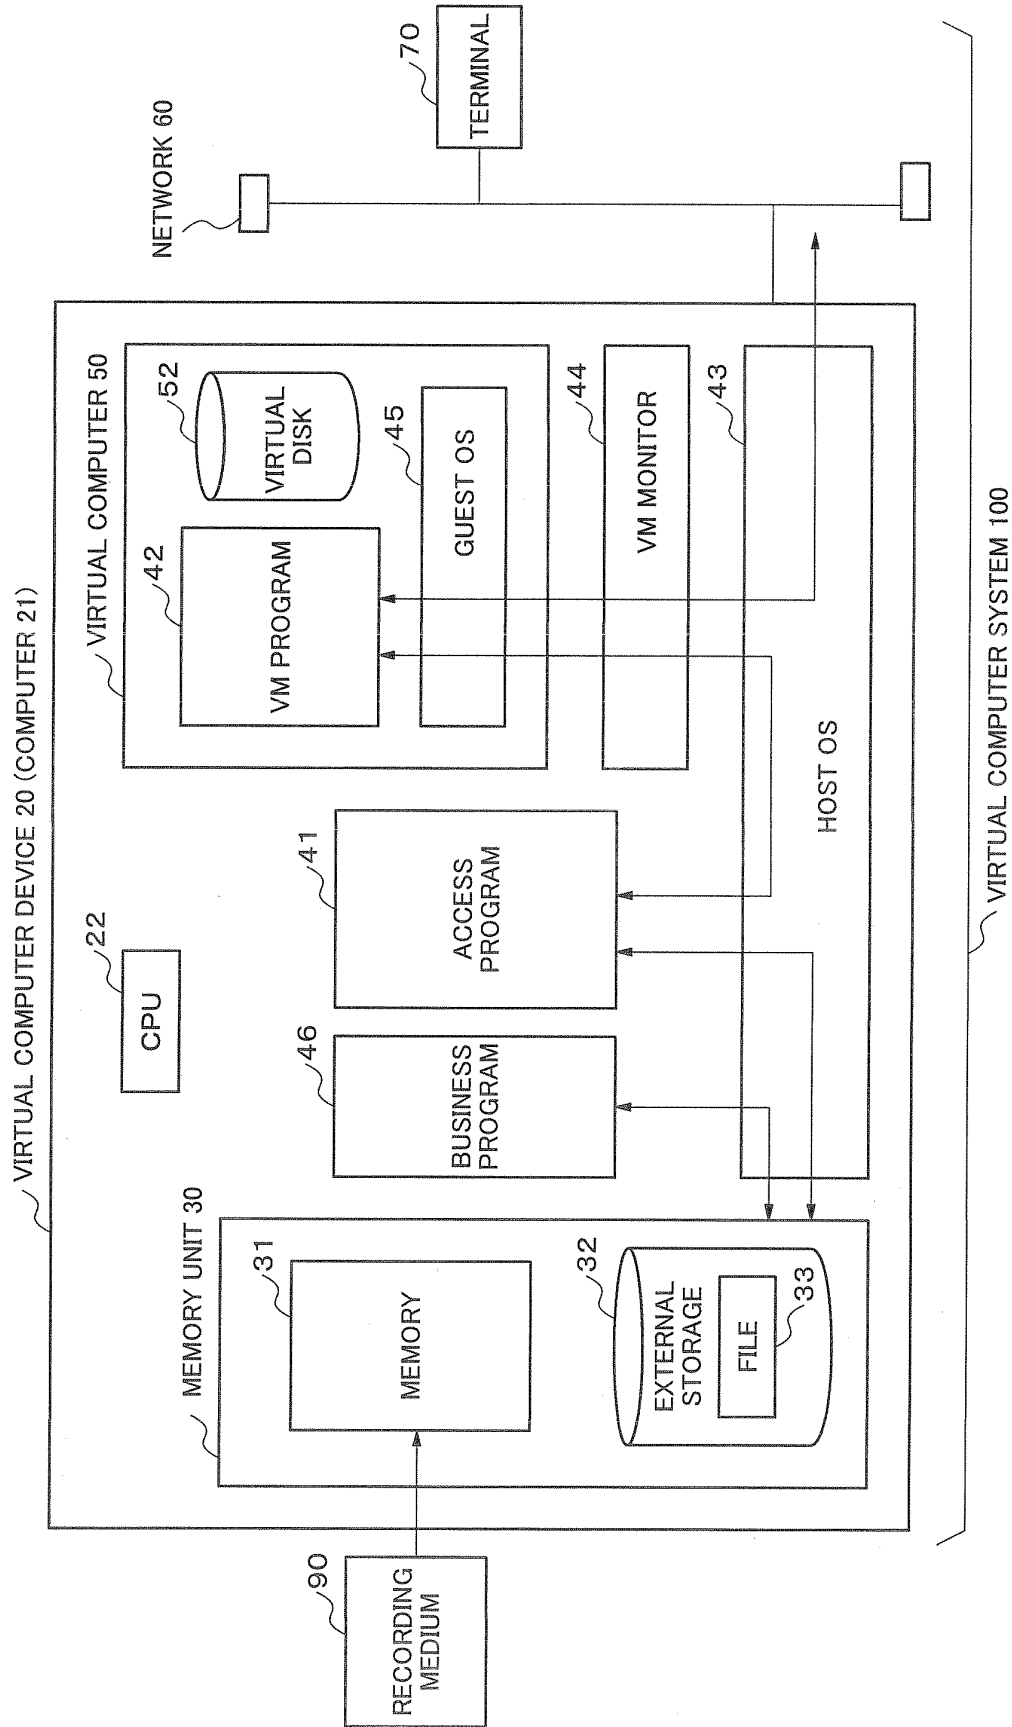 VIRTUAL COMPUTER DEVICE 20 (COMPUTER 21)
NETWORK 60
70
TERMINAL
22
CPU
VIRTUAL COMPUTER 50
42
VM PROGRAM
52
VIRTUAL
DISK
45
GUEST OS
44
VM MONITOR
43
HOST OS
41
ACCESS
PROGRAM
46
BUSINESS
PROGRAM
MEMORY UNIT 30
31
MEMORY
32
EXTERNAL
STORAGE
FILE
33
90
RECORDING
MEDIUM
VIRTUAL COMPUTER SYSTEM 100